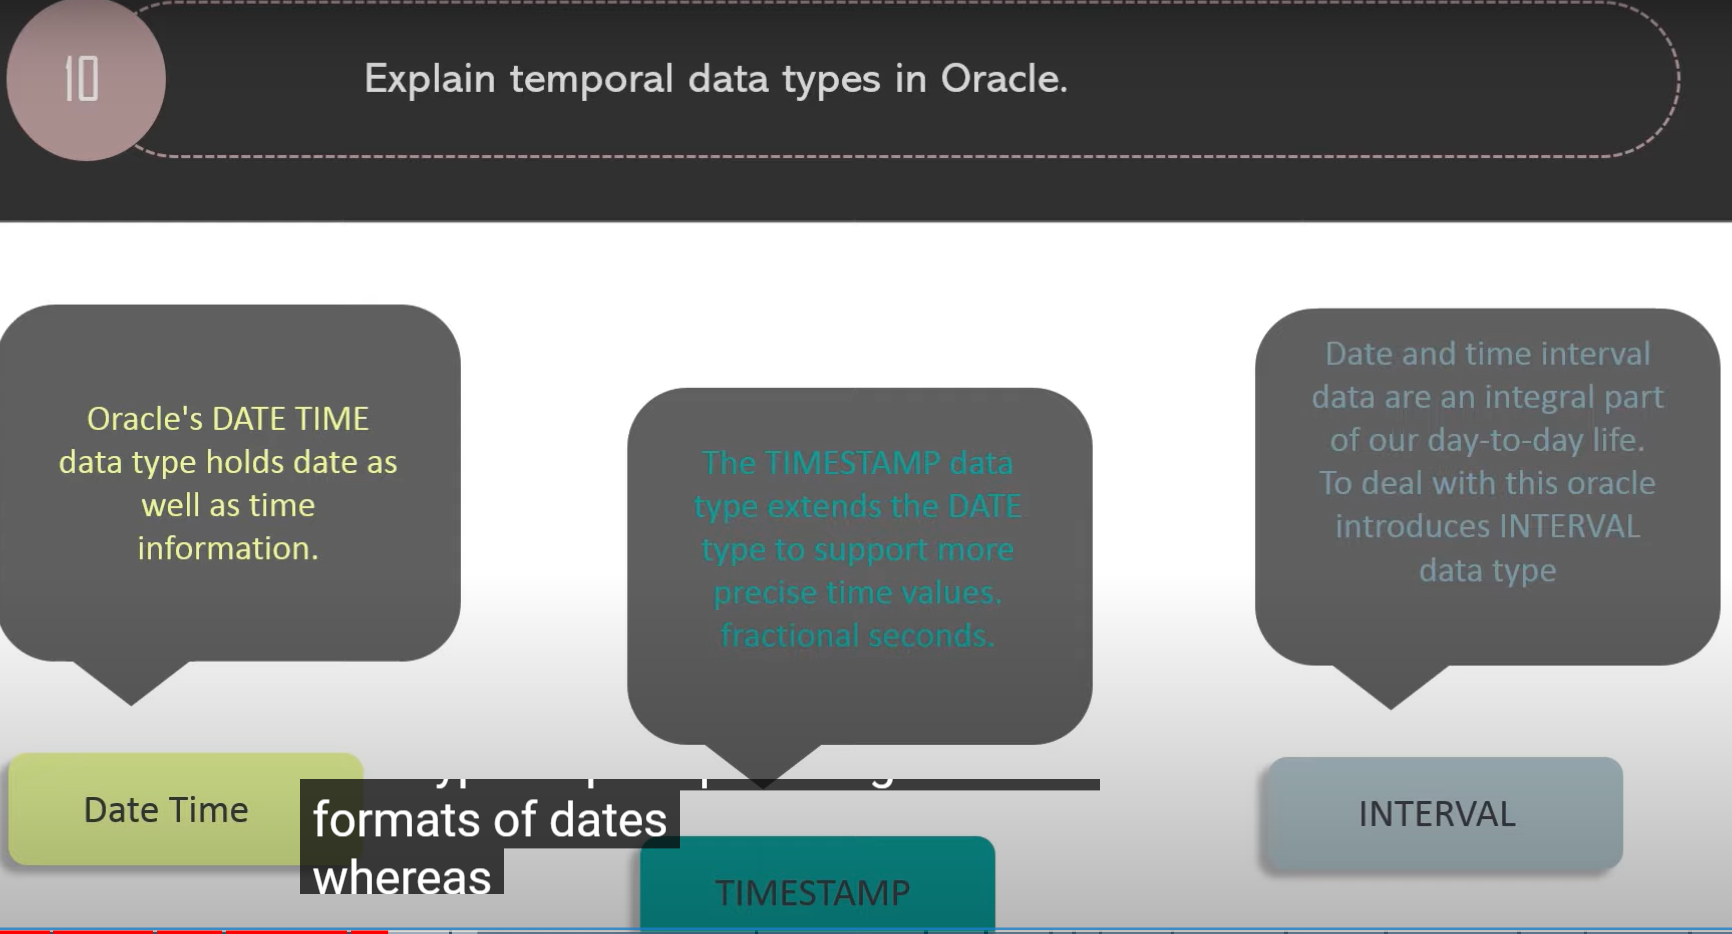 10
Explain temporal data types in Oracle.
Oracle's DATE TIME
data type holds date as
well as time
information.
Date Time
The TIMESTAMP data
type extends the DATE
type to support more
precise time values.
fractional seconds.
TIMESTAMP
Date and time interval
data are an integral part
of our day-to-day life.
To deal with this oracle
introduces INTERVAL
data type
INTERVAL
formats of dates
whereas